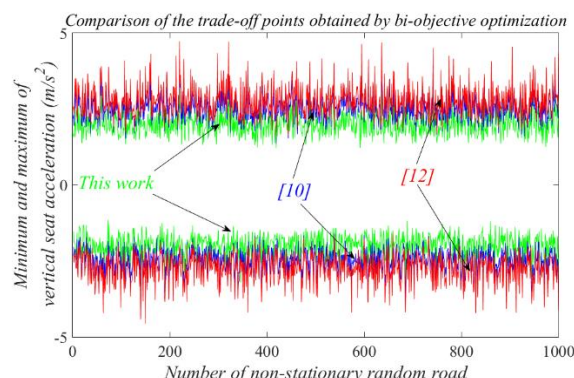 Comparison of the trade-off points obtained by bi-objective optimization
Minimum and maximum of
vertical seat acceleration (m/s²)
5
0
-5
This work
[10]
[12]
0
200
400
600
800
1000
Number of non-stationary random road